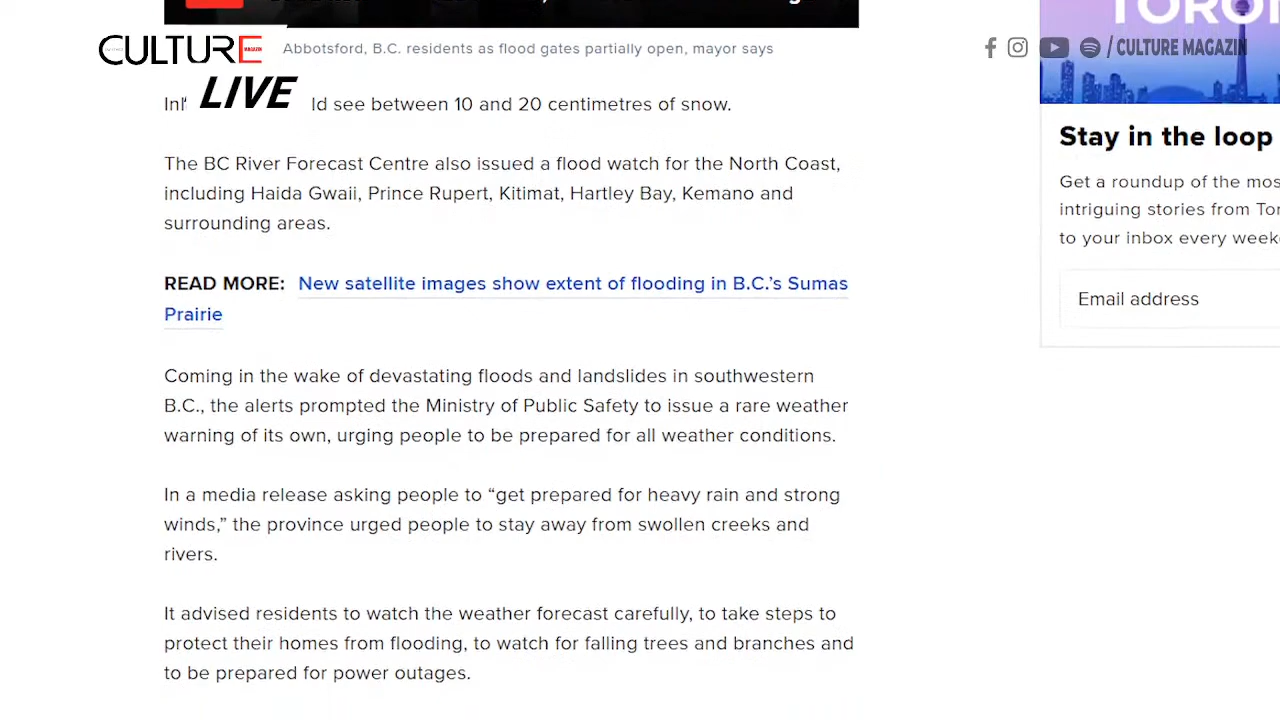 TORON
CULTURE
MAGAZIN
LIVE
/ CULTURE MAGAZIN
Abbotsford, B.C. residents as flood gates partially open, mayor says
ld see between 10 and 20 centimetres of snow.
The BC River Forecast Centre also issued a flood watch for the North Coast,
including Haida Gwaii, Prince Rupert, Kitimat, Hartley Bay, Kemano and
surrounding areas.
READ MORE: New satellite images show extent of flooding in B.C.’s Sumas
Prairie
Coming in the wake of devastating floods and landslides in southwestern
B.C., the alerts prompted the Ministry of Public Safety to issue a rare weather
warning of its own, urging people to be prepared for all weather conditions.
In a media release asking people to “get prepared for heavy rain and strong
winds,” the province urged people to stay away from swollen creeks and
rivers.
It advised residents to watch the weather forecast carefully, to take steps to
protect their homes from flooding, to watch for falling trees and branches and
to be prepared for power outages.
Stay in the loop
Get a roundup of the mos
intriguing stories from Tor
to your inbox every week
Email address